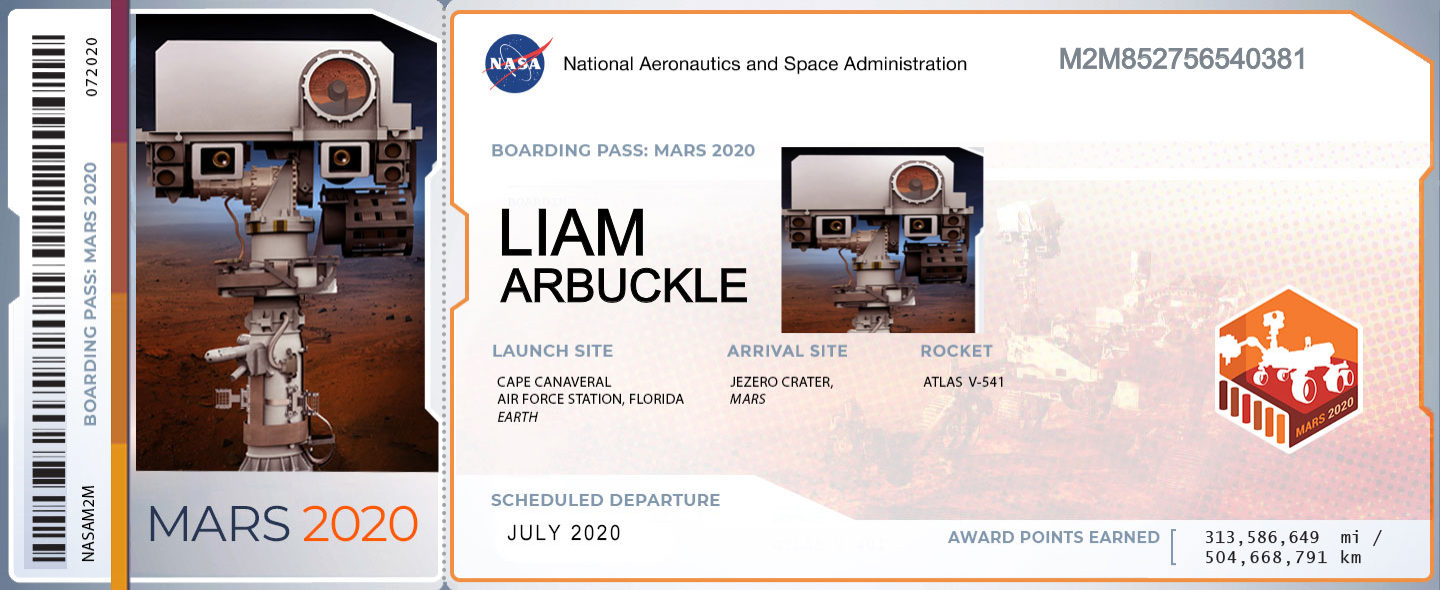 072020
BOARDING PASS: MARS 2020
NASAM2M
MARS 2020
NASA
National Aeronautics and Space Administration
M2M852756540381
BOARDING PASS: MARS 2020
LIAM
ARBUCKLE
LAUNCH SITE
CAPE CANAVERAL
AIR FORCE STATION, FLORIDA
EARTH
ARRIVAL SITE
JEZERO CRATER,
MARS
ROCKET
ATLAS V-541
MARS 2020
SCHEDULED DEPARTURE
JULY 2020
AWARD POINTS EARNED
313,586,649 mi /
504,668,791 km